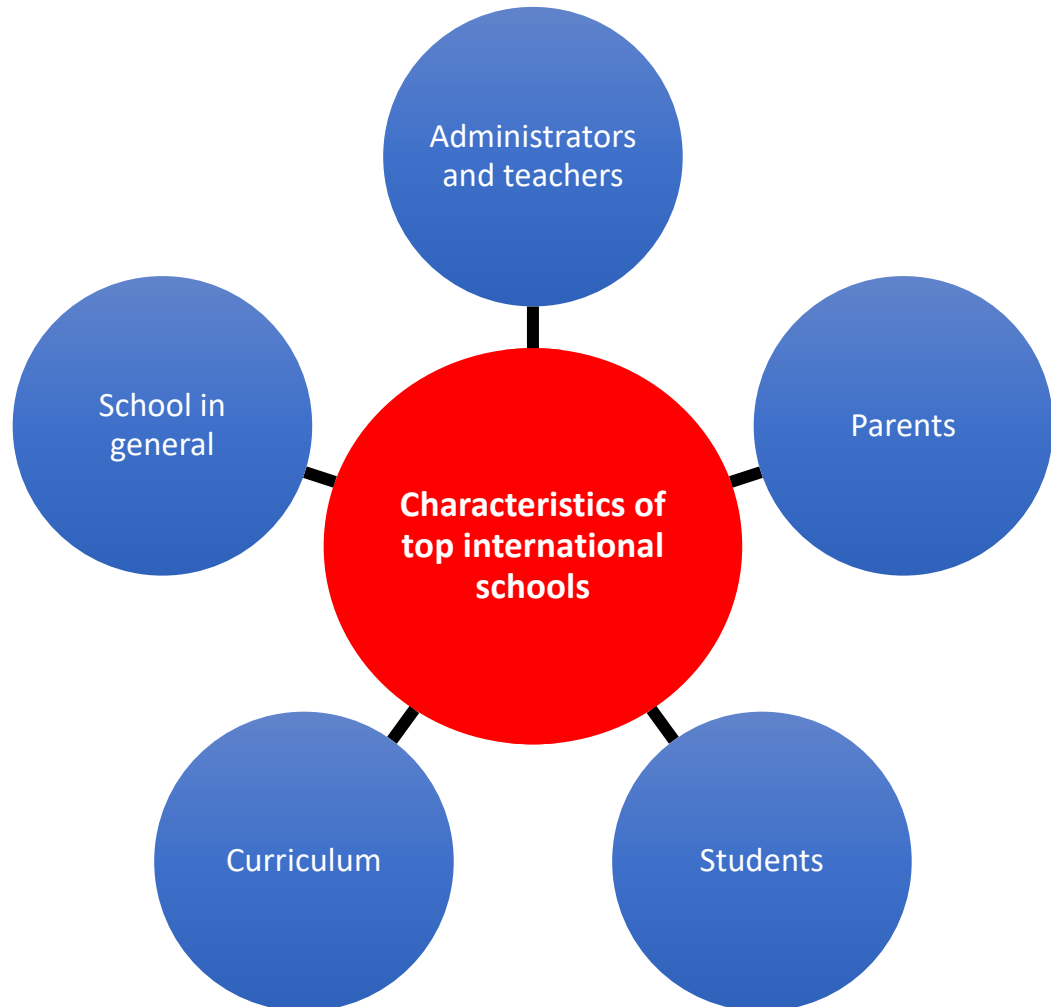 Administrators
and teachers
School in
general
Parents
Characteristics of
top international
schools
Curriculum
Students